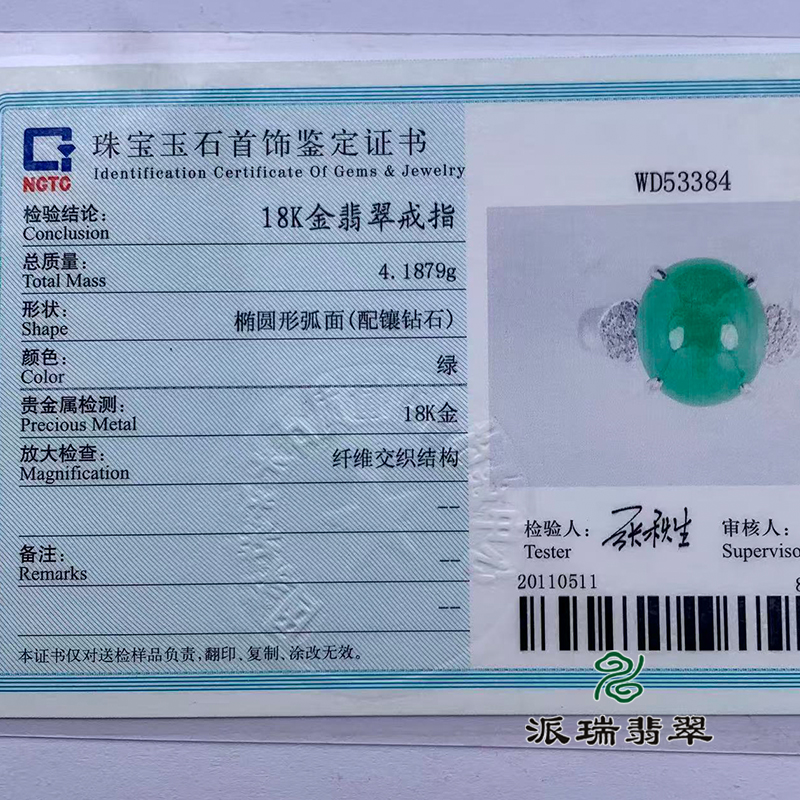 NGTC
珠宝玉石首饰鉴定证书
Identification Certificate Of Gems & Jewelry
检验结论: 18K金翡翠戒指
Conclusion
总质量: 4.1879g
Total Mass
形状: 椭圆形弧面(配镶钻石)
Shape
颜色: 绿
Color
贵金属检测: 18K金
Precious Metal
放大检查: 纤维交织结构
Magnification
--
备注: --
Remarks
--
本证书仅对送检样品负责,翻印、复制、涂改无效。
WD53384
检验人: 张秋生 审核人:
Tester Superviso
20110511
派瑞翡翠